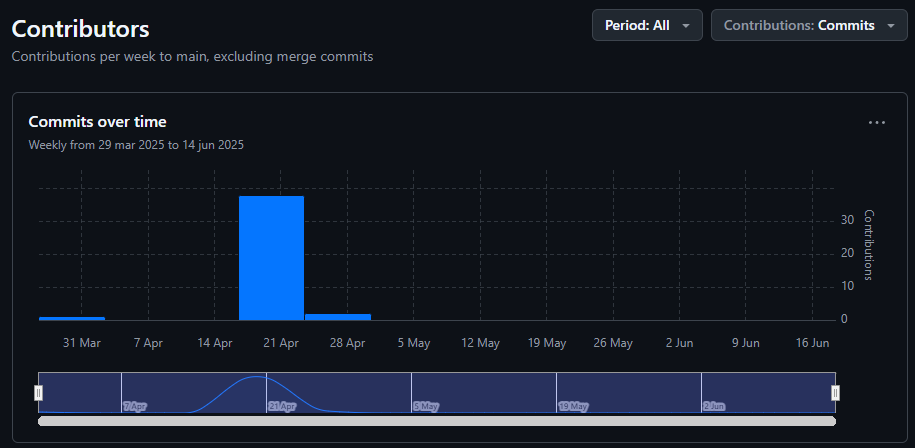 Contributors
Period: All
Contributions: Commits
Contributions per week to main, excluding merge commits
Commits over time
Weekly from 29 mar 2025 to 14 jun 2025
30
20
10
0
Contributions
31 Mar 7 Apr 14 Apr 21 Apr 28 Apr 5 May 12 May 19 May 26 May 2 Jun 9 Jun 16 Jun
7 Apr 21 Apr 5 May 19 May 2 Jun